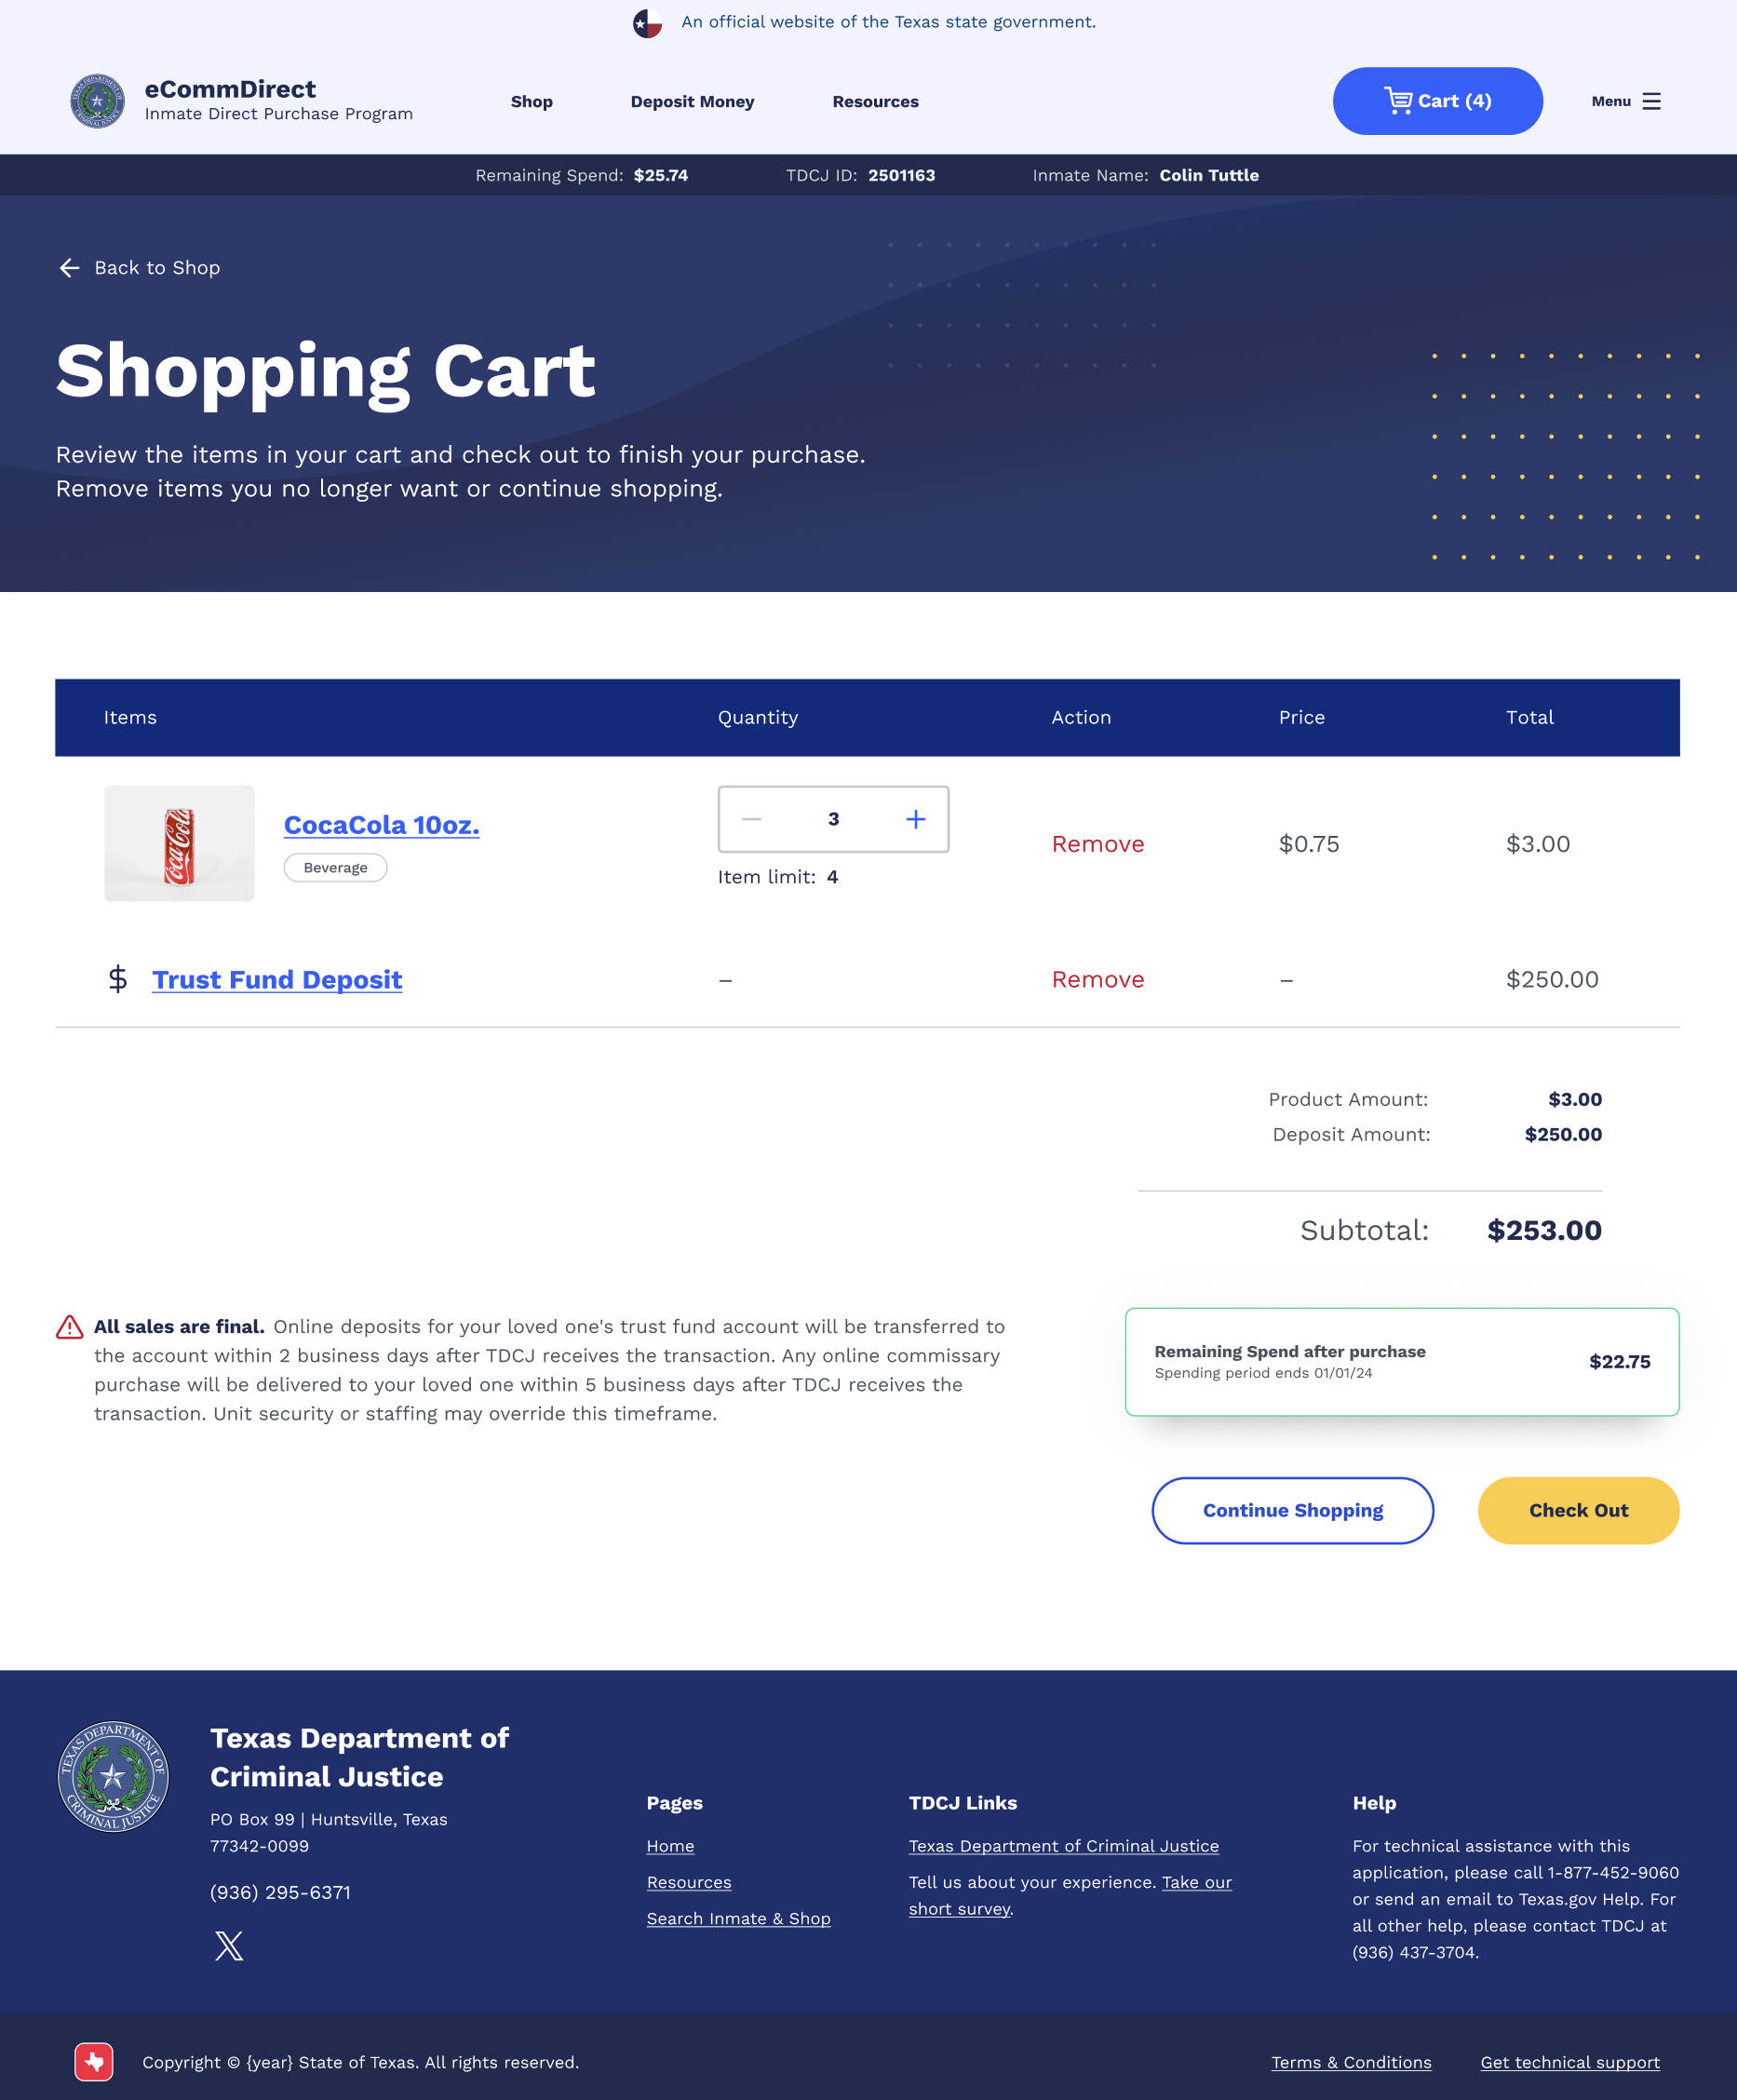 An official website of the Texas state government.
eCommDirect
Inmate Direct Purchase Program
Shop
Deposit Money
Resources
Cart (4)
Menu
Remaining Spend: $25.74
TDCJ ID: 2501163
Inmate Name: Colin Tuttle
Back to Shop
Shopping Cart
Review the items in your cart and check out to finish your purchase.
Remove items you no longer want or continue shopping.
Items
Quantity
Action
Price
Total
Coca Cola
CocaCola 10oz.
Beverage
3
Item limit: 4
Remove
$0.75
$3.00
Trust Fund Deposit
–
Remove
–
$250.00
Product Amount: $3.00
Deposit Amount: $250.00
Subtotal: $253.00
All sales are final. Online deposits for your loved one's trust fund account will be transferred to
the account within 2 business days after TDCJ receives the transaction. Any online commissary
purchase will be delivered to your loved one within 5 business days after TDCJ receives the
transaction. Unit security or staffing may override this timeframe.
Remaining Spend after purchase
Spending period ends 01/01/24
$22.75
Continue Shopping
Check Out
TEXAS DEPARTMENT OF CRIMINAL JUSTICE
Texas Department of
Criminal Justice
PO Box 99 | Huntsville, Texas
77342-0099
(936) 295-6371
Pages
Home
Resources
Search Inmate & Shop
TDCJ Links
Texas Department of Criminal Justice
Tell us about your experience. Take our
short survey.
Help
For technical assistance with this
application, please call 1-877-452-9060
or send an email to Texas.gov Help. For
all other help, please contact TDCJ at
(936) 437-3704.
Copyright © {year} State of Texas. All rights reserved.
Terms & Conditions
Get technical support